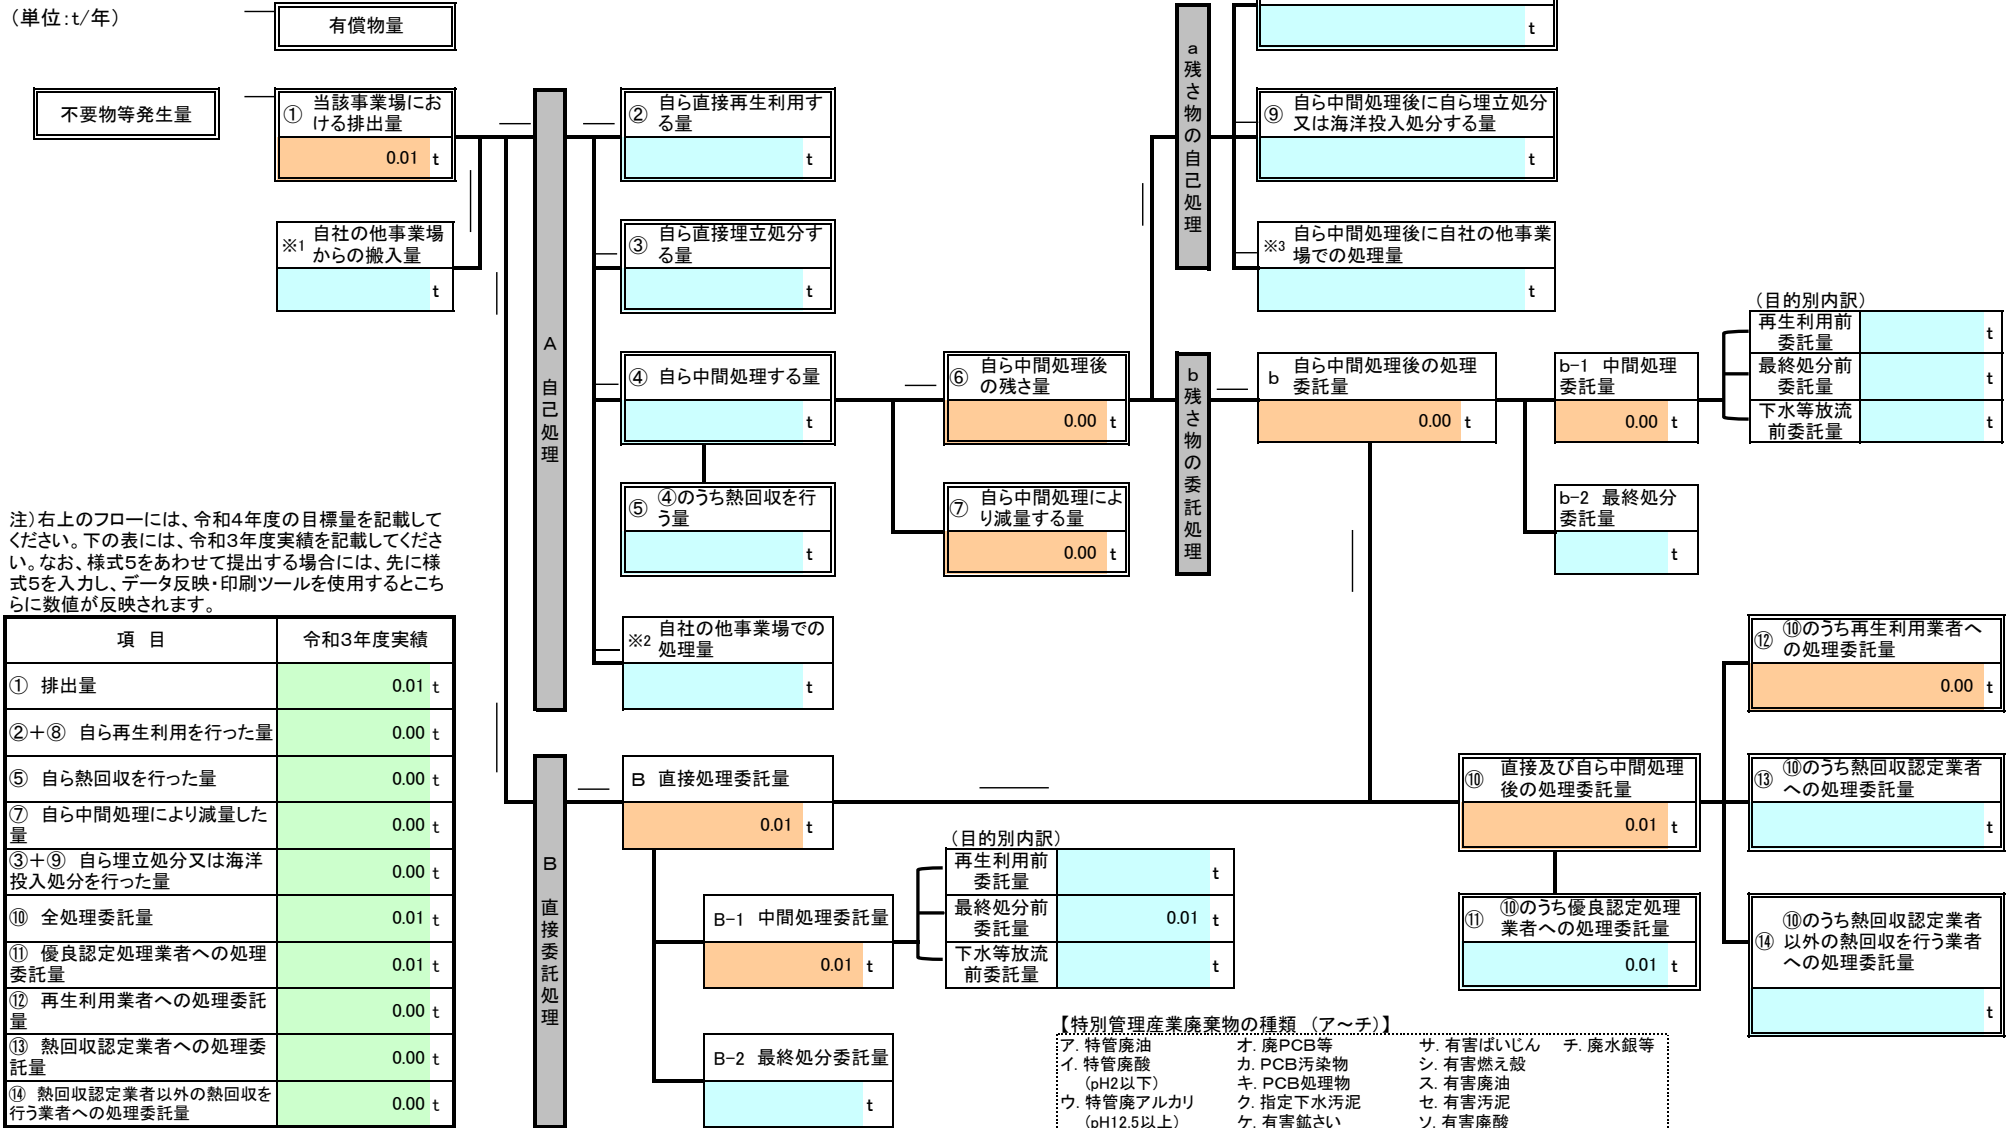 （単位：t/年）
有償物量
不要物等発生量
① 当該事業場にお
ける排出量
0.01 t
※1 自社の他事業場
からの搬入量
t
A 自己処理
② 自ら直接再生利用す
る量
t
③ 自ら直接埋立処分す
る量
t
④ 自ら中間処理する量
t
⑤ ④のうち熱回収を行
う量
t
※2 自社の他事業場での
処理量
t
⑥ 自ら中間処理後
の残さ量
0.00 t
⑦ 自ら中間処理によ
り減量する量
0.00 t
a 残さ物の自己処理
t
⑨ 自ら中間処理後に自ら埋立処分
又は海洋投入処分する量
t
※3 自ら中間処理後に自社の他事業
場での処理量
t
b 残さ物の委託処理
b 自ら中間処理後の処理
委託量
0.00 t
b-1 中間処理
委託量
0.00 t
b-2 最終処分
委託量
t
（目的別内訳）
再生利用前
委託量
t
最終処分前
委託量
t
下水等放流
前委託量
t
注）右上のフローには、令和4年度の目標量を記載して
ください。下の表には、令和3年度実績を記載してくださ
い。なお、様式5をあわせて提出する場合には、先に様
式5を入力し、データ反映・印刷ツールを使用するとこち
らに数値が反映されます。
項 目 令和3年度実績
① 排出量 0.01 t
②＋⑧ 自ら再生利用を行った量 0.00 t
⑤ 自ら熱回収を行った量 0.00 t
⑦ 自ら中間処理により減量した
量 0.00 t
③＋⑨ 自ら埋立処分又は海洋
投入処分を行った量 0.00 t
⑩ 全処理委託量 0.01 t
⑪ 優良認定処理業者への処理
委託量 0.01 t
⑫ 再生利用業者への処理委託
量 0.00 t
⑬ 熱回収認定業者への処理委
託量 0.00 t
⑭ 熱回収認定業者以外の熱回収を
行う業者への処理委託量 0.00 t
B 直接委託処理
B 直接処理委託量
0.01 t
B-1 中間処理委託量
0.01 t
B-2 最終処分委託量
t
（目的別内訳）
再生利用前
委託量
t
最終処分前
委託量
0.01 t
下水等放流
前委託量
t
⑩ 直接及び自ら中間処理
後の処理委託量
0.01 t
⑪ ⑩のうち優良認定処理
業者への処理委託量
0.01 t
⑫ ⑩のうち再生利用業者へ
の処理委託量
0.00 t
⑬ ⑩のうち熱回収認定業者
への処理委託量
t
⑭ ⑩のうち熱回収認定業者
以外の熱回収を行う業者
への処理委託量
t
【特別管理産業廃棄物の種類 （ア～チ）】
ア. 特管廃油 オ. 廃PCB等 サ. 有害ばいじん チ. 廃水銀等
イ. 特管廃酸 カ. PCB汚染物 シ. 有害燃え殻
（pH2以下） キ. PCB処理物 ス. 有害廃油
ウ. 特管廃アルカリ ク. 指定下水汚泥 セ. 有害汚泥
（pH12.5以上） ケ. 有害鉱さい ソ. 有害廃酸